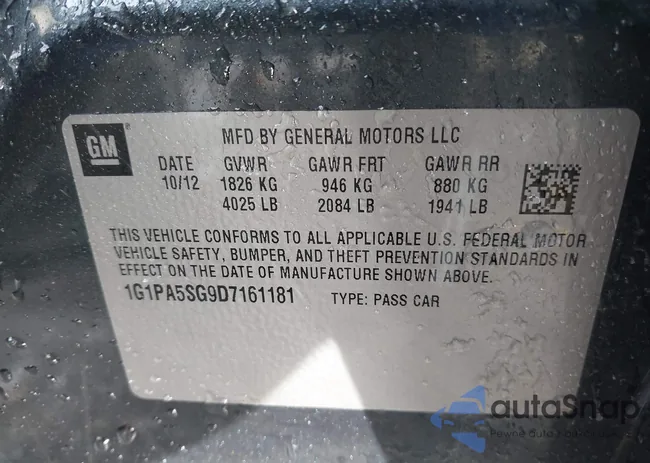 GM
MFD BY GENERAL MOTORS LLC
DATE GVWR GAWR FRT GAWR RR
10/12 1826 KG 946 KG 880 KG
4025 LB 2084 LB 1941 LB
THIS VEHICLE CONFORMS TO ALL APPLICABLE U.S. FEDERAL MOTOR
VEHICLE SAFETY, BUMPER, AND THEFT PREVENTION STANDARDS IN
EFFECT ON THE DATE OF MANUFACTURE SHOWN ABOVE.
1G1PA5SG9D7161181 TYPE: PASS CAR
autoSnap
Pewne auto